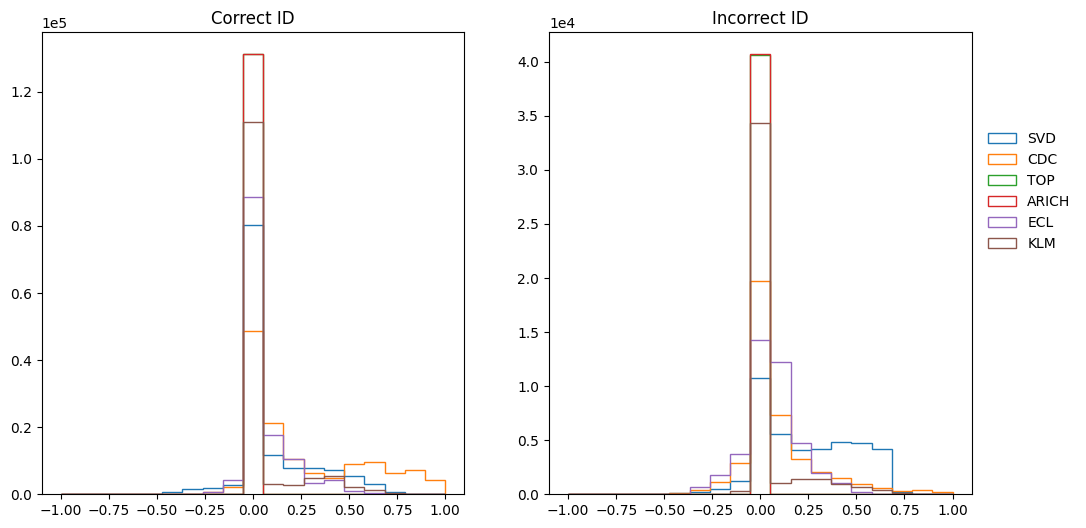 Correct ID
1e5
1.2
1.0
0.8
0.6
0.4
0.2
0.0
−1.00 −0.75 −0.50 −0.25 0.00 0.25 0.50 0.75 1.00
Incorrect ID
1e4
4.0
3.5
3.0
2.5
2.0
1.5
1.0
0.5
0.0
−1.00 −0.75 −0.50 −0.25 0.00 0.25 0.50 0.75 1.00
SVD
CDC
TOP
ARICH
ECL
KLM